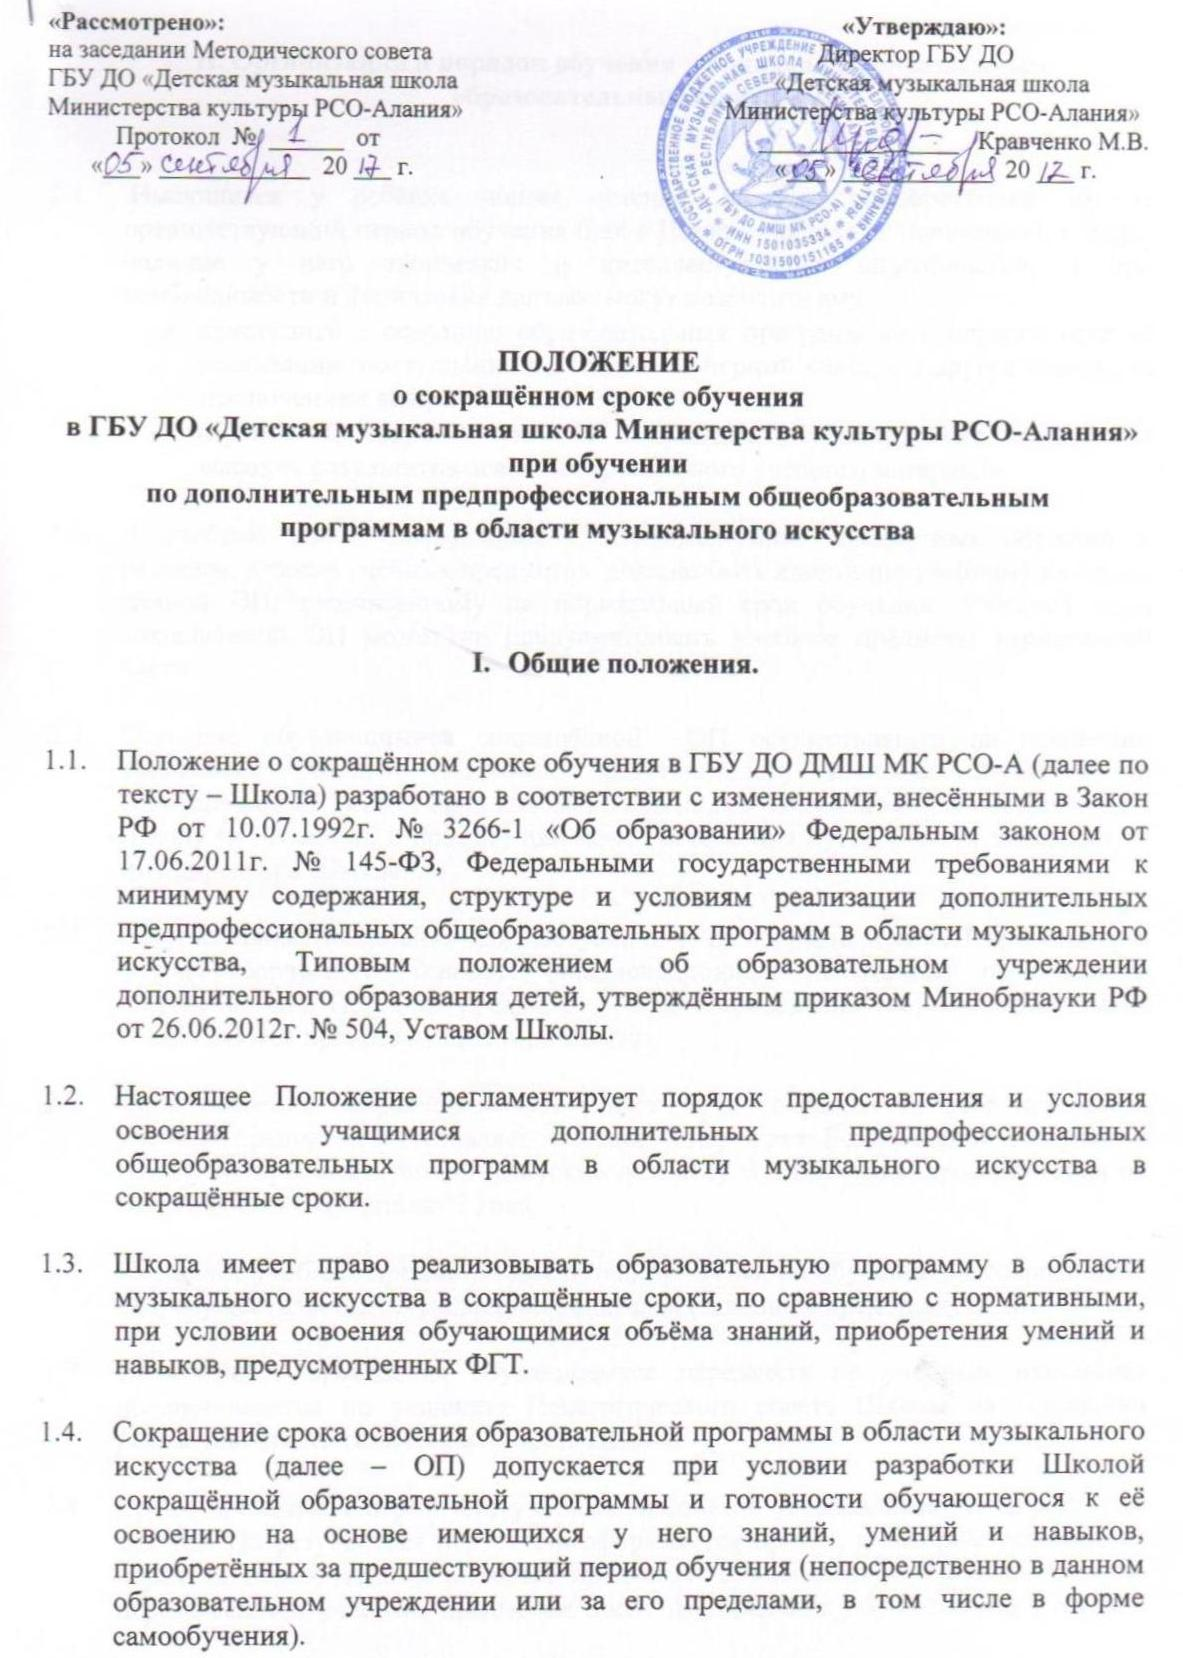 «Рассмотрено»:
на заседании Методического совета
ГБУ ДО «Детская музыкальная школа
Министерства культуры РСО-Алания»
Протокол № 1 от
«05» сентября 20 17 г.
«Утверждаю»:
Директор ГБУ ДО
«Детская музыкальная школа
Министерства культуры РСО-Алания»
Кравченко М.В.
«05» сентября 20 17 г.
(ГБУ ДО ДМШ МК РСО-А)
ИНН 1501035334
ОГРН 1031500151165
ПОЛОЖЕНИЕ
о сокращённом сроке обучения
в ГБУ ДО «Детская музыкальная школа Министерства культуры РСО-Алания»
при обучении
по дополнительным предпрофессиональным общеобразовательным
программам в области музыкального искусства
I. Общие положения.
1.1. Положение о сокращённом сроке обучения в ГБУ ДО ДМШ МК РСО-А (далее по
тексту – Школа) разработано в соответствии с изменениями, внесёнными в Закон
РФ от 10.07.1992г. № 3266-1 «Об образовании» Федеральным законом от
17.06.2011г. № 145-ФЗ, Федеральными государственными требованиями к
минимуму содержания, структуре и условиям реализации дополнительных
предпрофессиональных общеобразовательных программ в области музыкального
искусства, Типовым положением об образовательном учреждении
дополнительного образования детей, утверждённым приказом Минобрнауки РФ
от 26.06.2012г. № 504, Уставом Школы.
1.2. Настоящее Положение регламентирует порядок предоставления и условия
освоения учащимися дополнительных предпрофессиональных
общеобразовательных программ в области музыкального искусства в
сокращённые сроки.
1.3. Школа имеет право реализовывать образовательную программу в области
музыкального искусства в сокращённые сроки, по сравнению с нормативными,
при условии освоения обучающимися объёма знаний, приобретения умений и
навыков, предусмотренных ФГТ.
1.4. Сокращение срока освоения образовательной программы в области музыкального
искусства (далее – ОП) допускается при условии разработки Школой
сокращённой образовательной программы и готовности обучающегося к её
освоению на основе имеющихся у него знаний, умений и навыков,
приобретённых за предшествующий период обучения (непосредственно в данном
образовательном учреждении или за его пределами, в том числе в форме
самообучения).